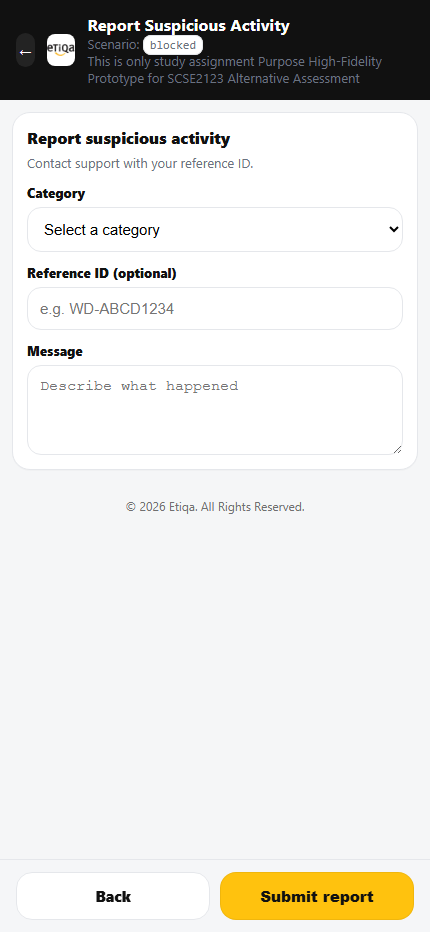 ←
etiqa
Report Suspicious Activity
Scenario: blocked
This is only study assignment Purpose High-Fidelity
Prototype for SCSE2123 Alternative Assessment
Report suspicious activity
Contact support with your reference ID.
Category
Select a category
Reference ID (optional)
e.g. WD-ABCD1234
Message
Describe what happened
© 2026 Etiqa. All Rights Reserved.
Back
Submit report